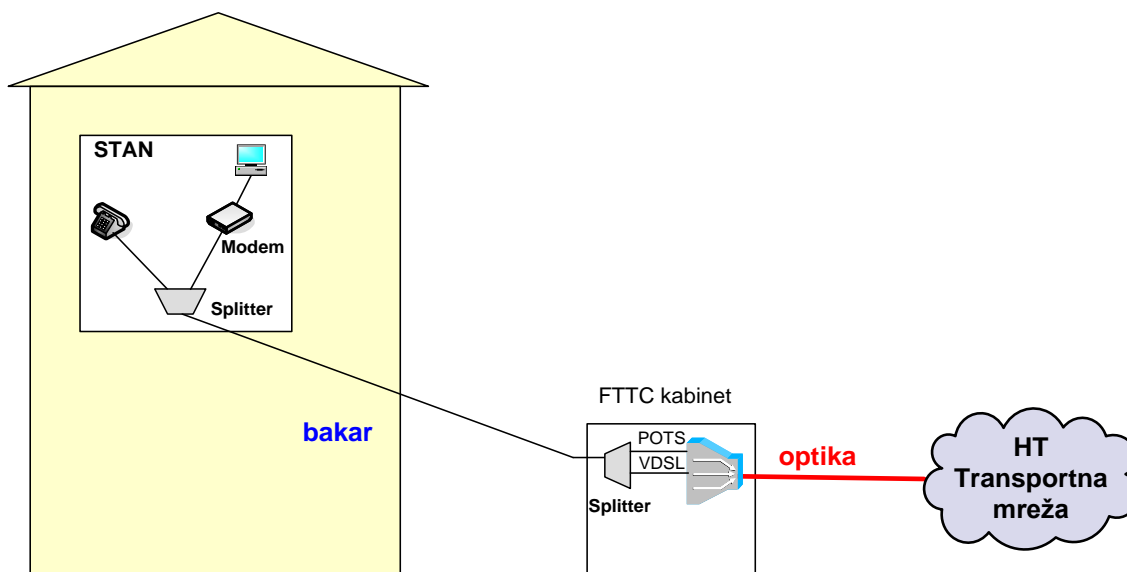 STAN
Modem
Splitter
bakar
FTTC kabinet
POTS
VDSL
Splitter
optika
HT
Transportna
mreža